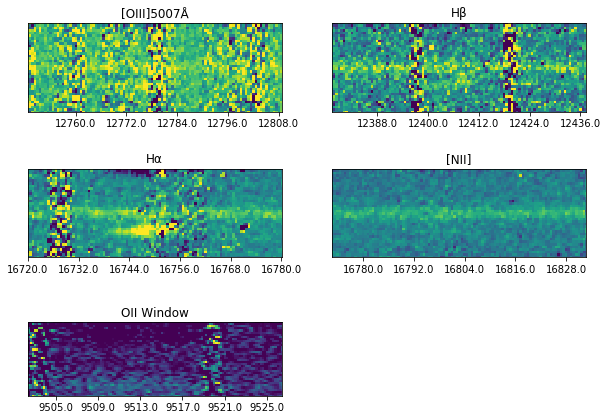 [OIII]5007Å
Hβ
12760.0 12772.0 12784.0 12796.0 12808.0
12388.0 12400.0 12412.0 12424.0 12436.0
Hα
[NII]
16720.0 16732.0 16744.0 16756.0 16768.0 16780.0
16780.0 16792.0 16804.0 16816.0 16828.0
OII Window
9505.0 9509.0 9513.0 9517.0 9521.0 9525.0